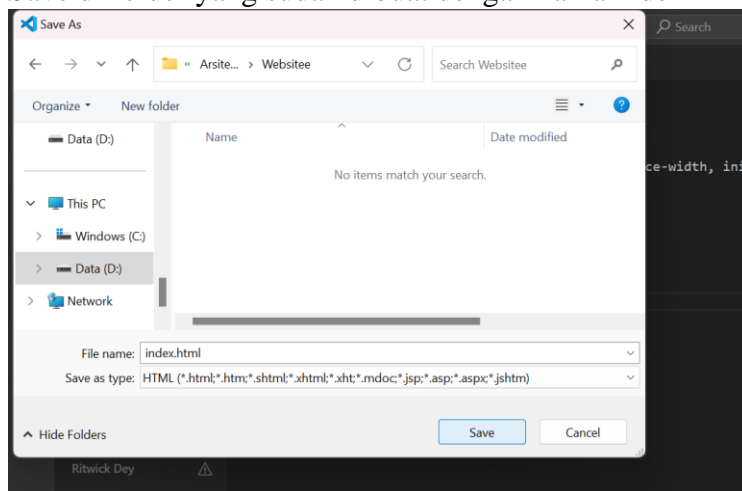 Save As
Search
« Arsite... > Websitee
Search Websitee
Organize
New folder
Data (D:)
Name
Date modified
No items match your search.
ce-width, ini
This PC
Windows (C:)
Data (D:)
Network
File name: index.html
Save as type: HTML (*.html;*.htm;*.shtml;*.xhtml;*.xht;*.mdoc;*.jsp;*.asp;*.aspx;*.jshtm)
Hide Folders
Save
Cancel
Ritwick Dey